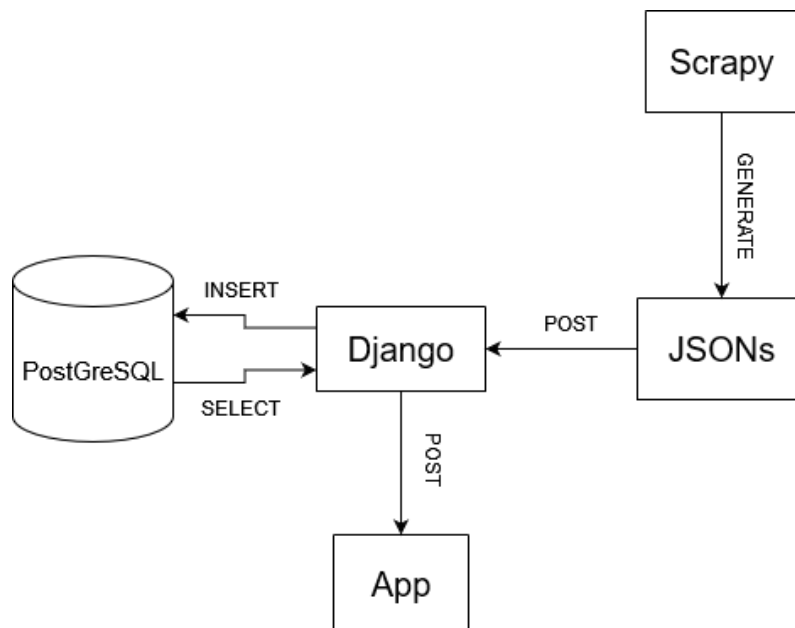 Scrapy
GENERATE
INSERT
POST
Django
JSONs
PostGreSQL
SELECT
POST
App